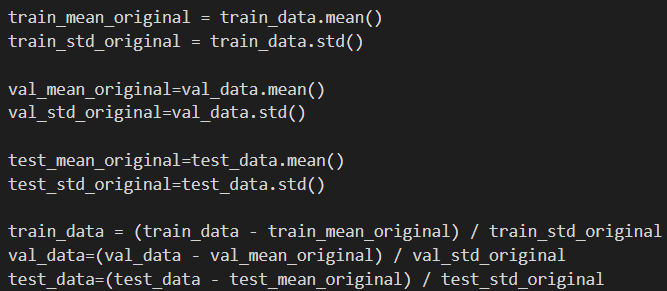 train_mean_original = train_data.mean()
train_std_original = train_data.std()
val_mean_original=val_data.mean()
val_std_original=val_data.std()
test_mean_original=test_data.mean()
test_std_original=test_data.std()
train_data = (train_data - train_mean_original) / train_std_original
val_data=(val_data - val_mean_original) / val_std_original
test_data=(test_data - test_mean_original) / test_std_original